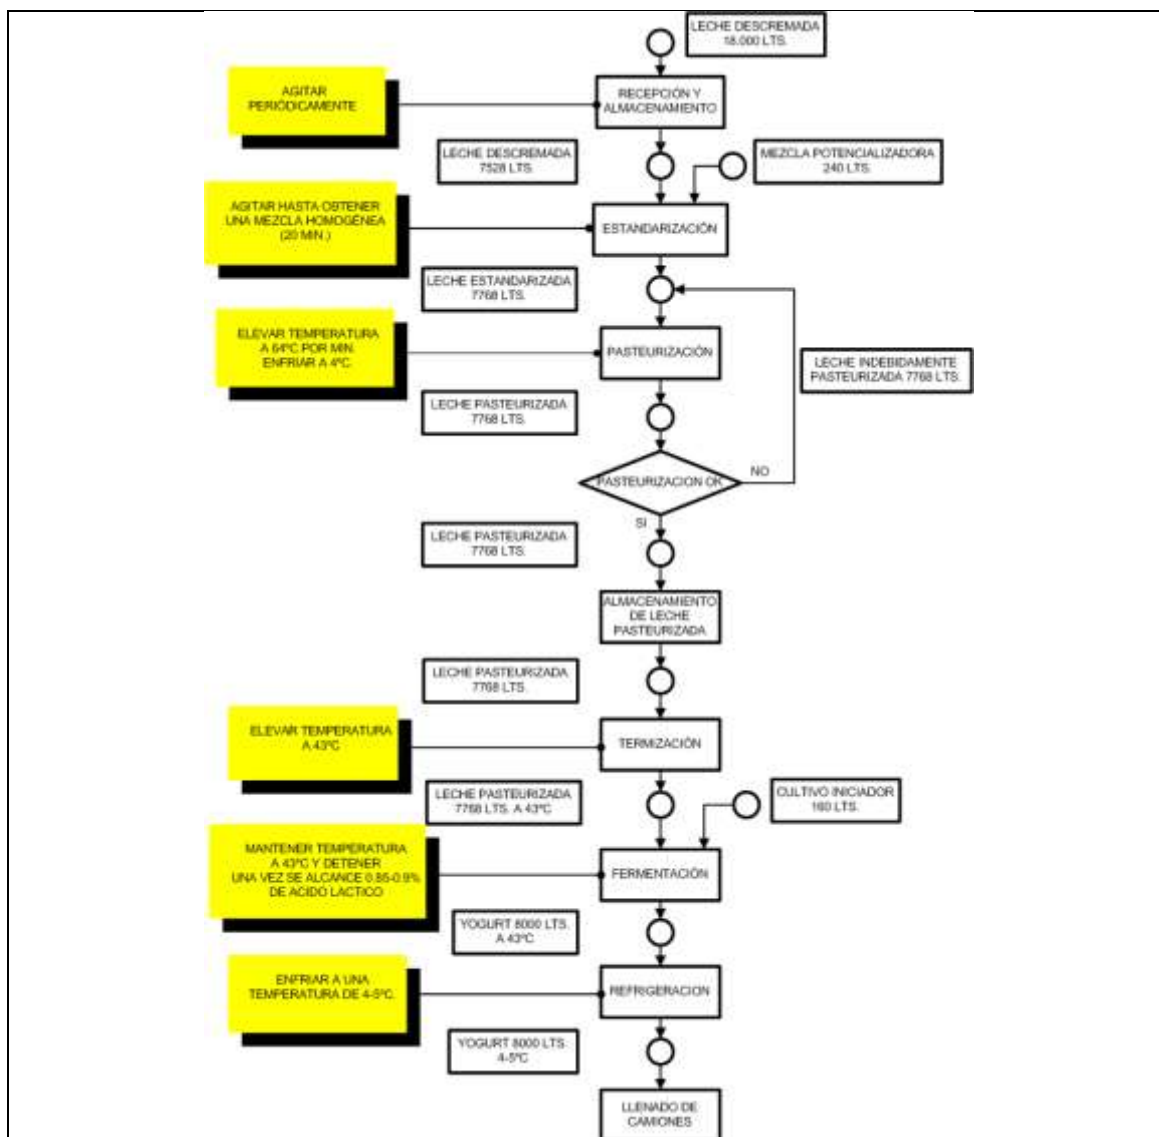 LECHE DESCREMADA
18.000 LTS.
AGITAR
PERIÓDICAMENTE
RECEPCIÓN Y
ALMACENAMIENTO
LECHE DESCREMADA
7528 LTS.
MEZCLA POTENCIALIZADORA
240 LTS.
AGITAR HASTA OBTENER
UNA MEZCLA HOMOGÉNEA
(20 MIN.)
ESTANDARIZACIÓN
LECHE ESTANDARIZADA
7768 LTS.
ELEVAR TEMPERATURA
A 64ºC POR MIN.
ENFRIAR A 4ºC.
PASTEURIZACIÓN
LECHE INDEBIDAMENTE
PASTEURIZADA 7768 LTS.
LECHE PASTEURIZADA
7768 LTS.
PASTEURIZACION OK
NO
SI
LECHE PASTEURIZADA
7768 LTS.
ALMACENAMIENTO
DE LECHE
PASTEURIZADA
LECHE PASTEURIZADA
7768 LTS.
ELEVAR TEMPERATURA
A 43ºC
TERMIZACIÓN
LECHE PASTEURIZADA
7768 LTS. A 43ºC
CULTIVO INICIADOR
160 LTS.
MANTENER TEMPERATURA
A 43ºC Y DETENER
UNA VEZ SE ALCANCE 0.85-0.9%
DE ACIDO LACTICO
FERMENTACIÓN
YOGURT 8000 LTS.
A 43ºC
ENFRIAR A UNA
TEMPERATURA DE 4-5ºC.
REFRIGERACION
YOGURT 8000 LTS.
4-5ºC
LLENADO DE
CAMIONES